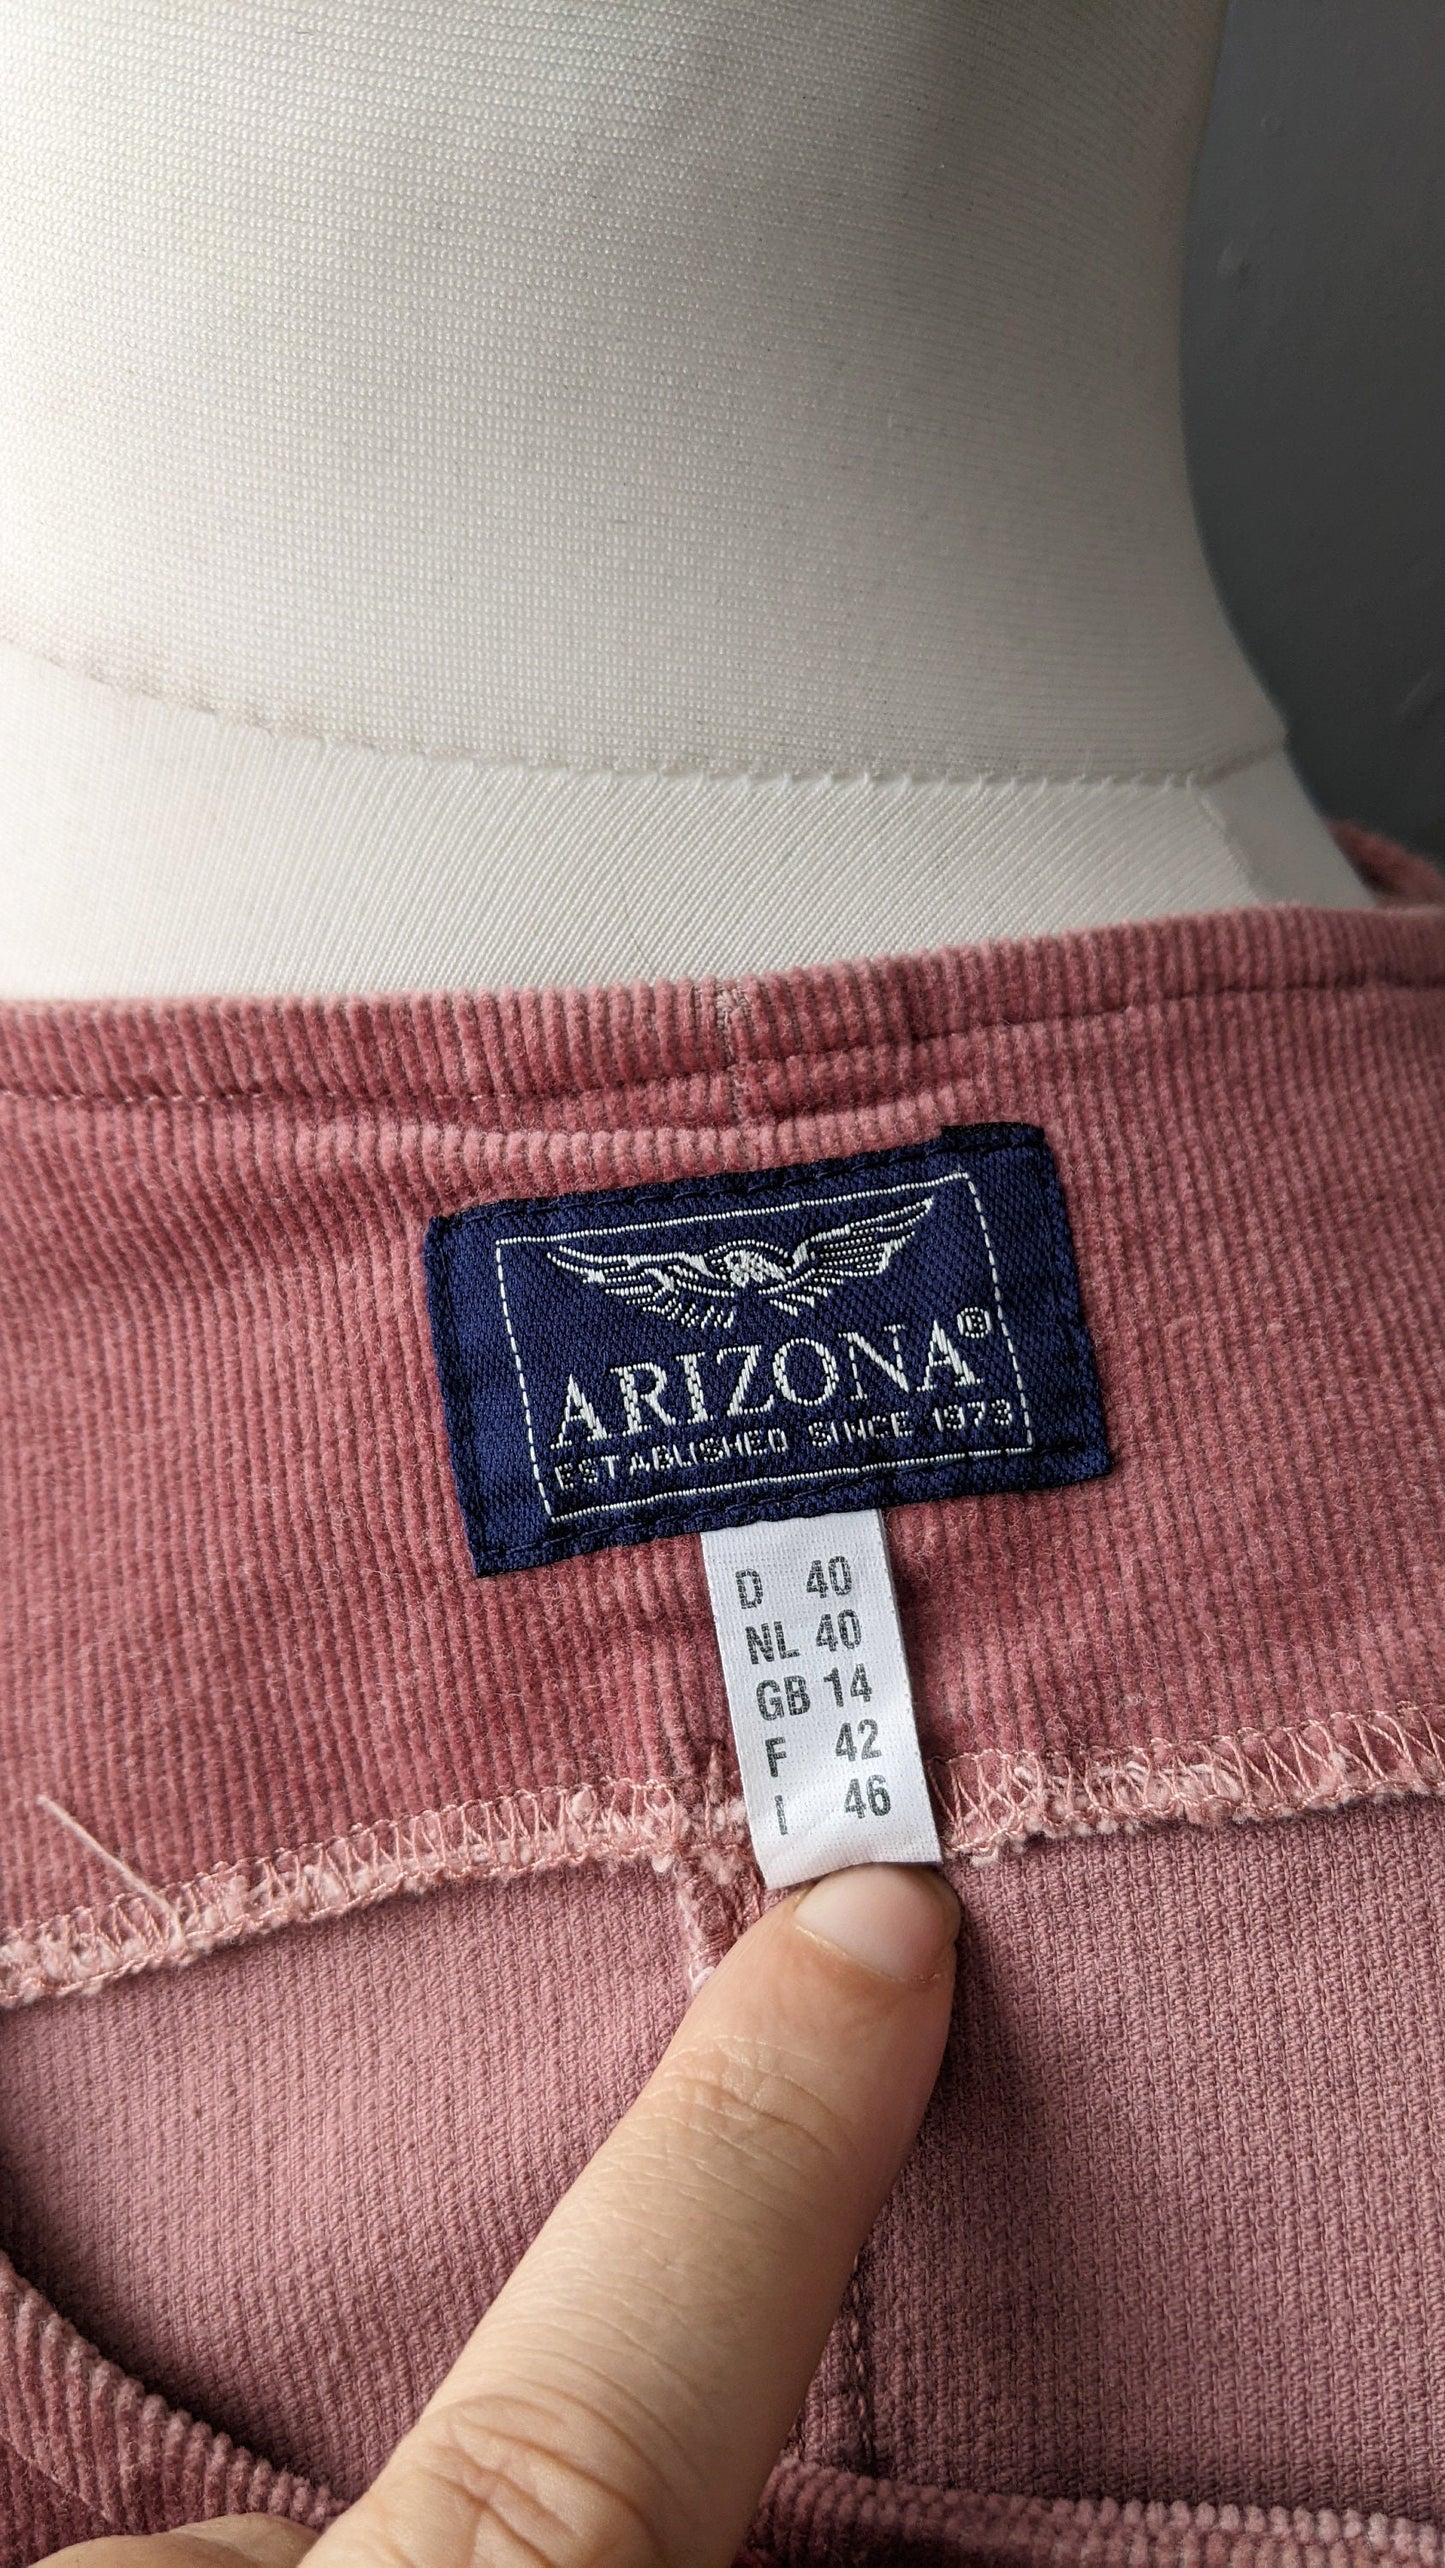 ARIZONA®
ESTABLISHED SINCE 1973
D 40
NL 40
GB 14
F 42
I 46